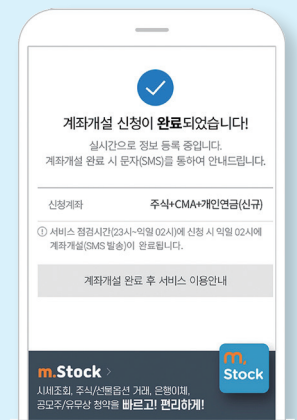 계좌개설 신청이 완료되었습니다!
실시간으로 정보 등록 중입니다.
계좌개설 완료 시 문자(SMS)를 통하여 안내드립니다.
신청계좌 주식+CMA+개인연금(신규)
! 서비스 점검시간(23시~익일 02시)에 신청 시 익일 02시에
계좌개설(SMS 발송)이 완료됩니다.
계좌개설 완료 후 서비스 이용안내
m.Stock >
시세조회, 주식/선물옵션 거래, 은행이체,
공모주/유무상 청약을 빠르고! 편리하게!
m.
Stock